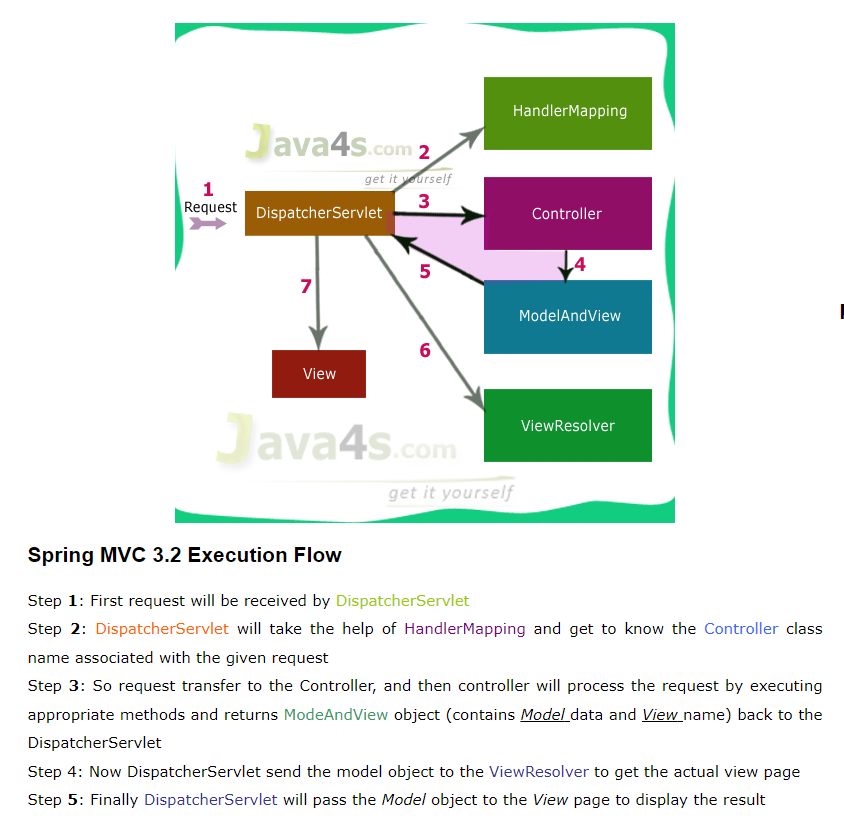 HandlerMapping
Java4s.com
get it yourself
2
1
Request
3
DispatcherServlet
Controller
4
5
7
ModelAndView
6
View
Java4s.com
ViewResolver
get it yourself
Spring MVC 3.2 Execution Flow
Step 1: First request will be received by DispatcherServlet
Step 2: DispatcherServlet will take the help of HandlerMapping and get to know the Controller class
name associated with the given request
Step 3: So request transfer to the Controller, and then controller will process the request by executing
appropriate methods and returns ModeAndView object (contains Model data and View name) back to the
DispatcherServlet
Step 4: Now DispatcherServlet send the model object to the ViewResolver to get the actual view page
Step 5: Finally DispatcherServlet will pass the Model object to the View page to display the result